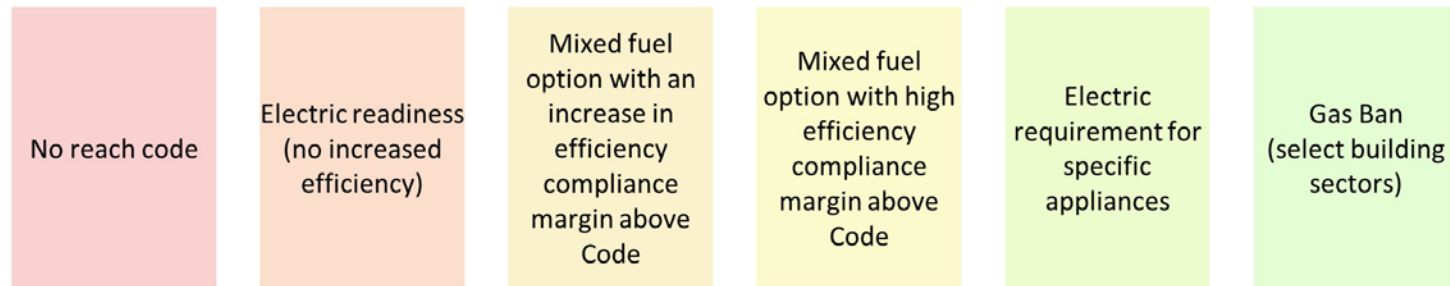 No reach code
Electric readiness
(no increased
efficiency)
Mixed fuel
option with an
increase in
efficiency
compliance
margin above
Code
Mixed fuel
option with high
efficiency
compliance
margin above
Code
Electric
requirement for
specific
appliances
Gas Ban
(select building
sectors)